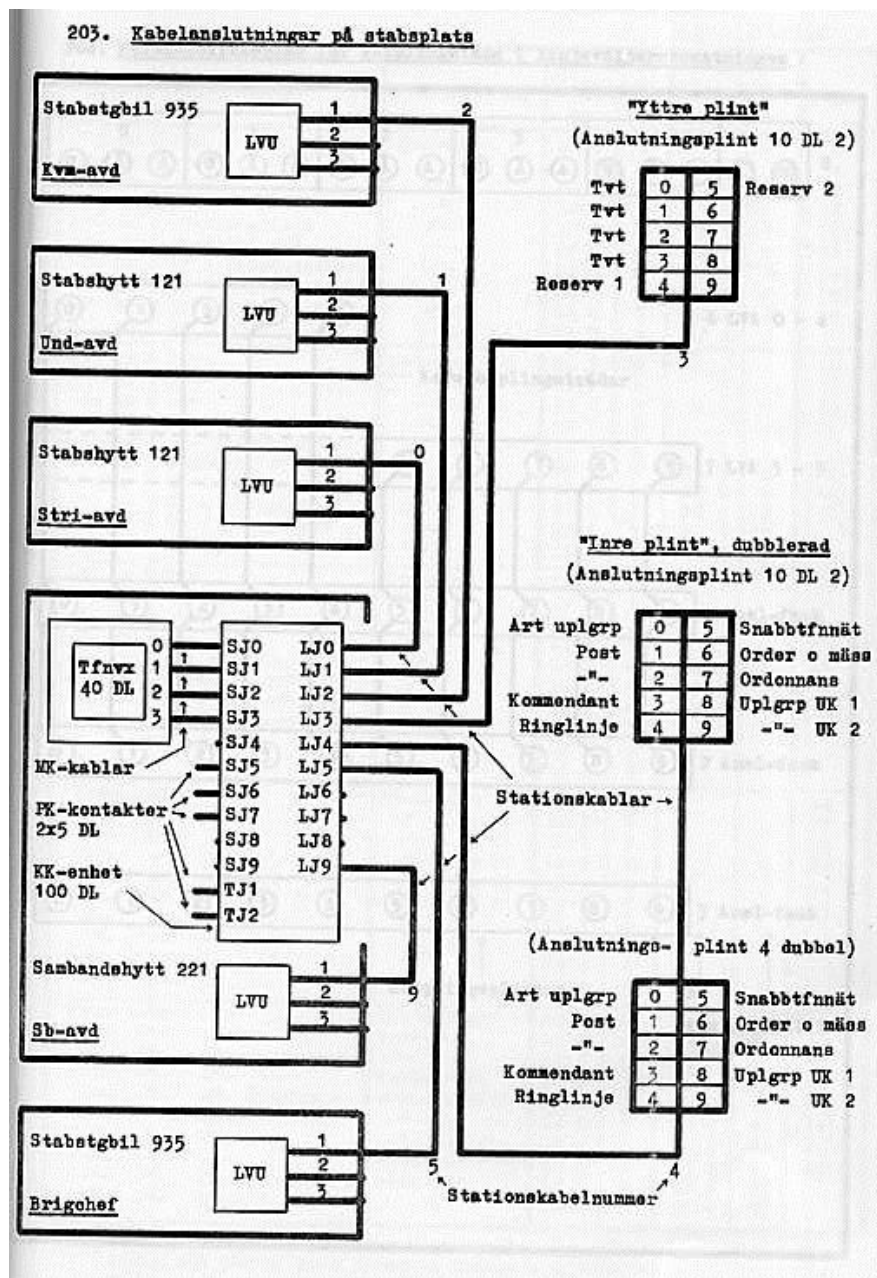 203. Kabelanslutningar på stabsplats
Stabstgbil 935
LVU
1
2
3
Kvm-avd
2
Stabshytt 121
LVU
1
2
3
Und-avd
1
Stabshytt 121
LVU
1
2
3
Stri-avd
0
"Yttre plint"
(Anslutningsplint 10 DL 2)
Tvt 0 5 Reserv 2
Tvt 1 6
Tvt 2 7
Tvt 3 8
Reserv 1 4 9
3
"Inre plint", dubblerad
(Anslutningsplint 10 DL 2)
Art uplgrp 0 5 Snabbtfnnät
Post 1 6 Order o mäss
-"- 2 7 Ordonnans
Kommendant 3 8 Uplgrp UK 1
Ringlinje 4 9 -"- UK 2
Tfnvx
40 DL
0 SJ0 LJ0
1 SJ1 LJ1
2 SJ2 LJ2
3 SJ3 LJ3
SJ4 LJ4
SJ5 LJ5
SJ6 LJ6
SJ7 LJ7
SJ8 LJ8
SJ9 LJ9
TJ1
TJ2
MK-kablar
PK-kontakter
2x5 DL
KK-enhet
100 DL
Stationskablar
Sambandshytt 221
LVU
1
2
3
Sb-avd
9
(Anslutnings- plint 4 dubbel)
Art uplgrp 0 5 Snabbtfnnät
Post 1 6 Order o mäss
-"- 2 7 Ordonnans
Kommendant 3 8 Uplgrp UK 1
Ringlinje 4 9 -"- UK 2
Stabstgbil 935
LVU
1
2
3
Brigchef
5
4
Stationskabelnummer